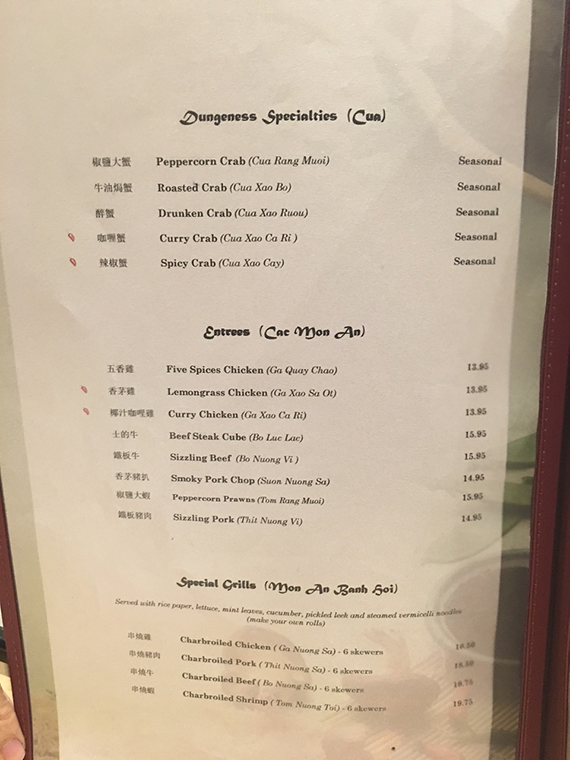 Dungeness Specialties (Cua)
椒鹽大蟹 Peppercorn Crab (Cua Rang Muoi) Seasonal
牛油焗蟹 Roasted Crab (Cua Xao Bo) Seasonal
醉蟹 Drunken Crab (Cua Xao Ruou) Seasonal
咖喱蟹 Curry Crab (Cua Xao Ca Ri ) Seasonal
辣椒蟹 Spicy Crab (Cua Xao Cay) Seasonal
Entrees (Cac Mon An)
五香雞 Five Spices Chicken (Ga Quay Chao) 13.95
香茅雞 Lemongrass Chicken (Ga Xao Sa Ot) 13.95
椰汁咖喱雞 Curry Chicken (Ga Xao Ca Ri) 13.95
士的牛 Beef Steak Cube (Bo Luc Lac) 15.95
鐵板牛 Sizzling Beef (Bo Nuong Vi ) 15.95
香茅豬扒 Smoky Pork Chop (Suon Nuong Sa) 14.95
椒鹽大蝦 Peppercorn Prawns (Tom Rang Muoi) 15.95
鐵板豬肉 Sizzling Pork (Thit Nuong Vi) 14.95
Special Grills (Mon An Banh Hoi)
Served with rice paper, lettuce, mint leaves, cucumber, pickled leek and steamed vermicelli noodles
(make your own rolls)
串燒雞 Charbroiled Chicken ( Ga Nuong Sa) - 6 skewers
串燒豬肉 Charbroiled Pork ( Thit Nuong Sa) - 6 skewers
串燒牛 Charbroiled Beef ( Bo Nuong Sa) - 6 skewers 19.75
串燒蝦 Charbroiled Shrimp ( Tom Nuong Toi) - 6 skewers 19.75